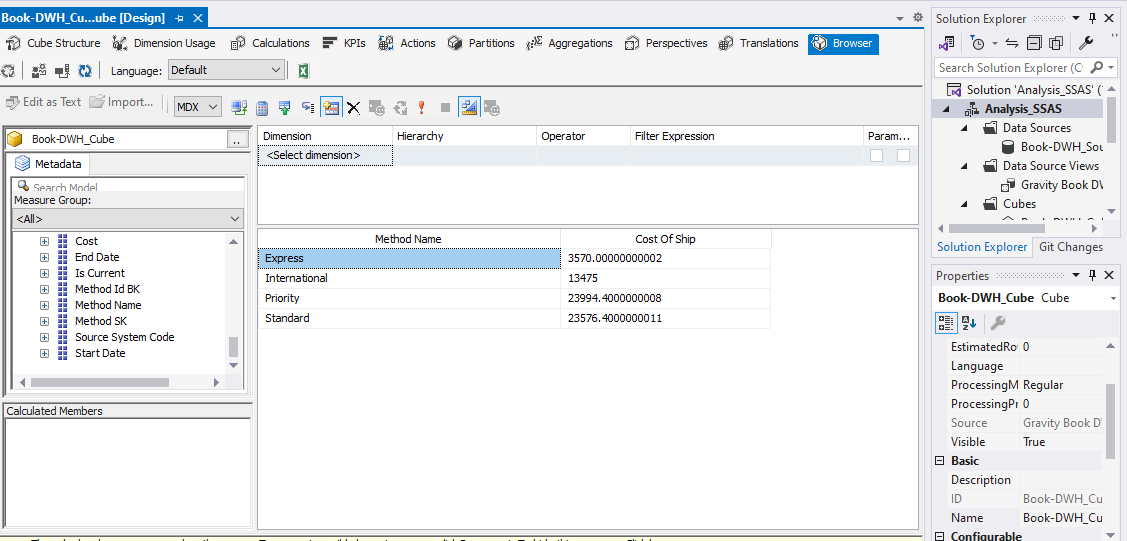 Book-DWH_Cu...ube [Design]
Cube Structure
Dimension Usage
Calculations
KPIs
Actions
Partitions
Aggregations
Perspectives
Translations
Browser
Language:
Default
Edit as Text
Import...
MDX
Book-DWH_Cube
..
Metadata
Search Model
Measure Group:
<All>
Cost
End Date
Is Current
Method Id BK
Method Name
Method SK
Source System Code
Start Date
Calculated Members
Dimension Hierarchy Operator Filter Expression Param...
<Select dimension>
Method Name Cost Of Ship
Express 3570.00000000002
International 13475
Priority 23994.4000000008
Standard 23576.4000000011
Solution Explorer
Search Solution Explorer (C
Solution 'Analysis_SSAS' (
Analysis_SSAS
Data Sources
Book-DWH_Sou
Data Source Views
Gravity Book DV
Cubes
Solution Explorer Git Changes
Properties
Book-DWH_Cube Cube
EstimatedRo 0
Language
ProcessingM Regular
ProcessingPr 0
Source Gravity Book D
Visible True
Basic
Description
ID Book-DWH_Cu
Name Book-DWH_Cu
Configurable